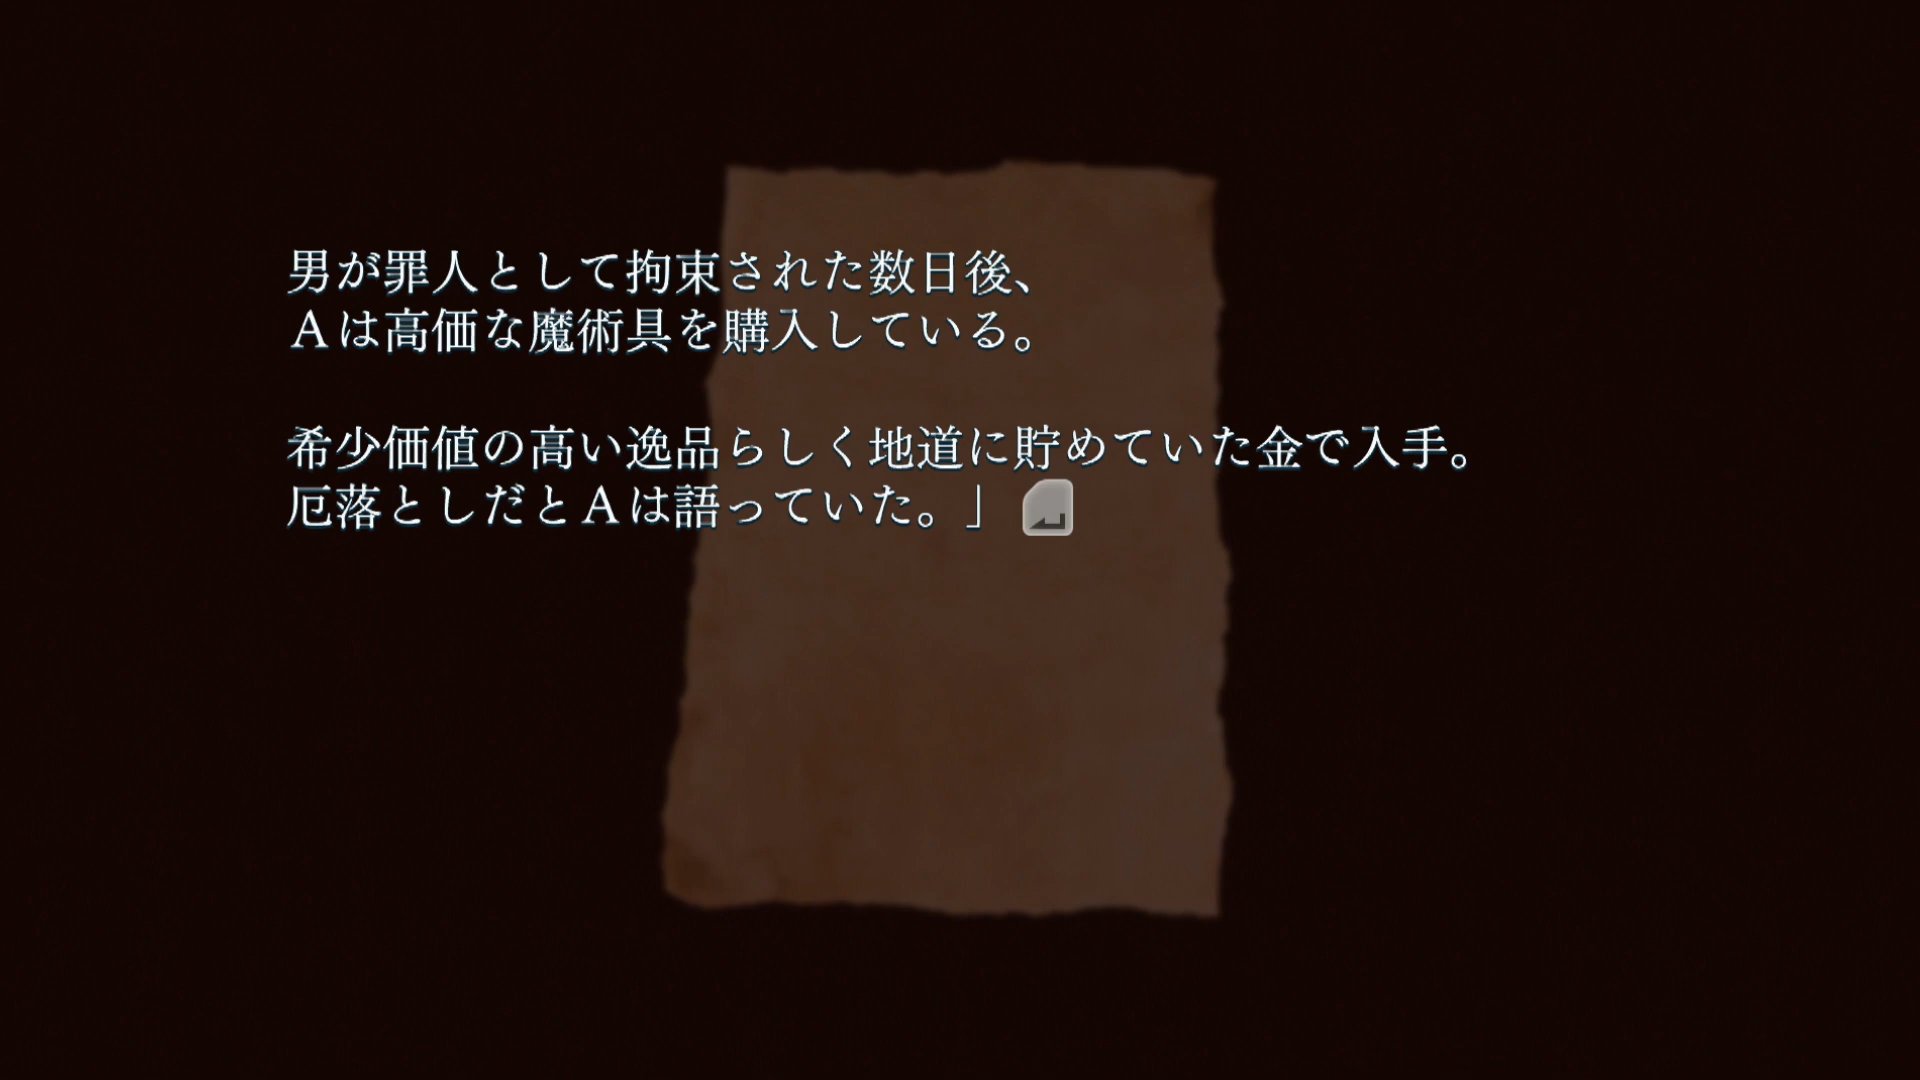 男が罪人として拘束された数日後、
Ａは高価な魔術具を購入している。
希少価値の高い逸品らしく地道に貯めていた金で入手。
厄落としだとＡは語っていた。」